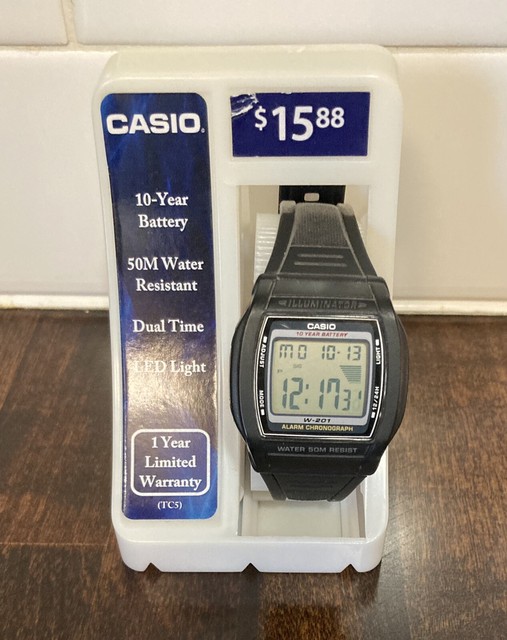 CASIO
10-Year
Battery
50M Water
Resistant
Dual Time
LED Light
1 Year
Limited
Warranty
(TC5)
$15 88
ILLUMINATOR
CASIO
10 YEAR BATTERY
ADJUST
LIGHT
MO 10-13
12:17 31
MODE
12/24H
W-201
ALARM CHRONOGRAPH
WATER 50M RESIST